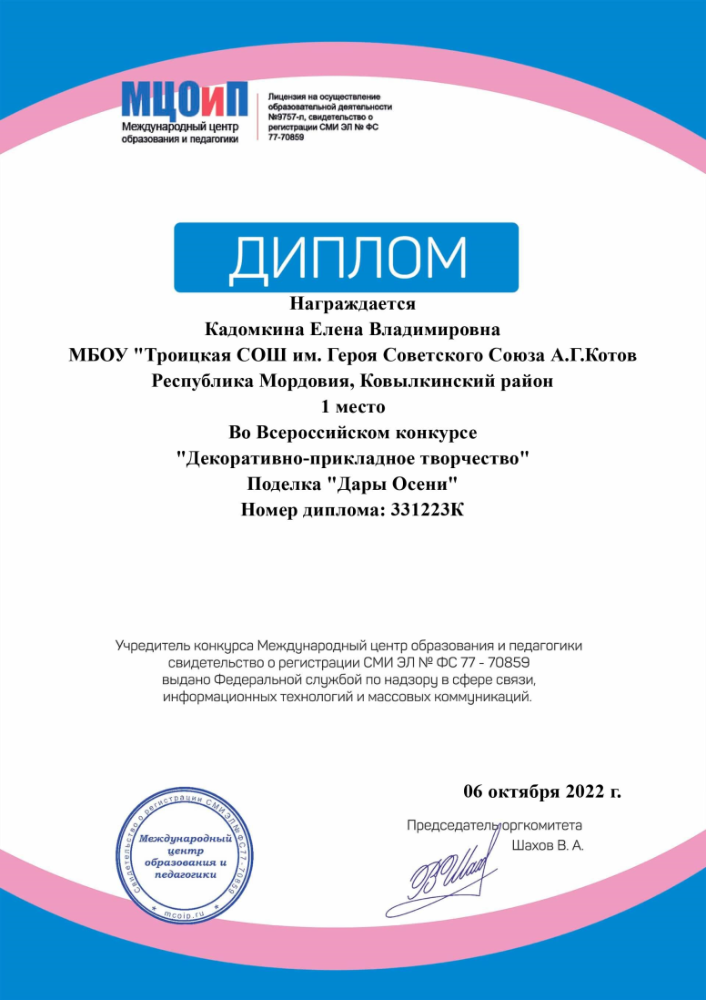 МЦОиП
Международный центр
образования и педагогики
Лицензия на осуществление
образовательной деятельности
№9757-л, свидетельство о
регистрации СМИ ЭЛ № ФС
77-70859
ДИПЛОМ
Награждается
Кадомкина Елена Владимировна
МБОУ "Троицкая СОШ им. Героя Советского Союза А.Г.Котов
Республика Мордовия, Ковылкинский район
1 место
Во Всероссийском конкурсе
"Декоративно-прикладное творчество"
Поделка "Дары Осени"
Номер диплома: 331223К
Учредитель конкурса Международный центр образования и педагогики
свидетельство о регистрации СМИ ЭЛ № ФС 77 - 70859
выдано Федеральной службой по надзору в сфере связи,
информационных технологий и массовых коммуникаций.
06 октября 2022 г.
Председатель оргкомитета
Шахов В. А.
Свидетельство о регистрации СМИ ЭЛ № ФС 77-70859
Международный
центр
образования и
педагогики
* mcoip.ru *